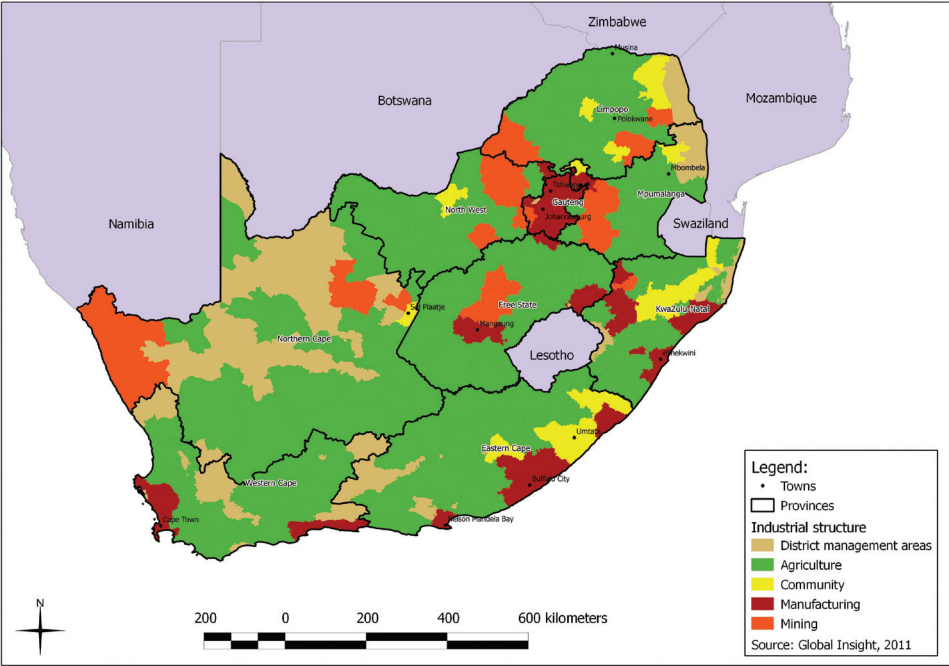 Zimbabwe
Musina
Botswana
Mozambique
Limpopo
Polokwane
Mbombela
Mpumalanga
Namibia
North West
Gauteng
Johannesburg
Swaziland
Sol Plaatje
Free State
Mangaung
KwaZulu Natal
eThekwini
Northern Cape
Lesotho
Umtata
Eastern Cape
Western Cape
Buffalo City
Nelson Mandela Bay
Cape Town
Legend:
Towns
Provinces
Industrial structure
District management areas
Agriculture
Community
Manufacturing
Mining
Source: Global Insight, 2011
N
200 0 200 400 600 kilometers